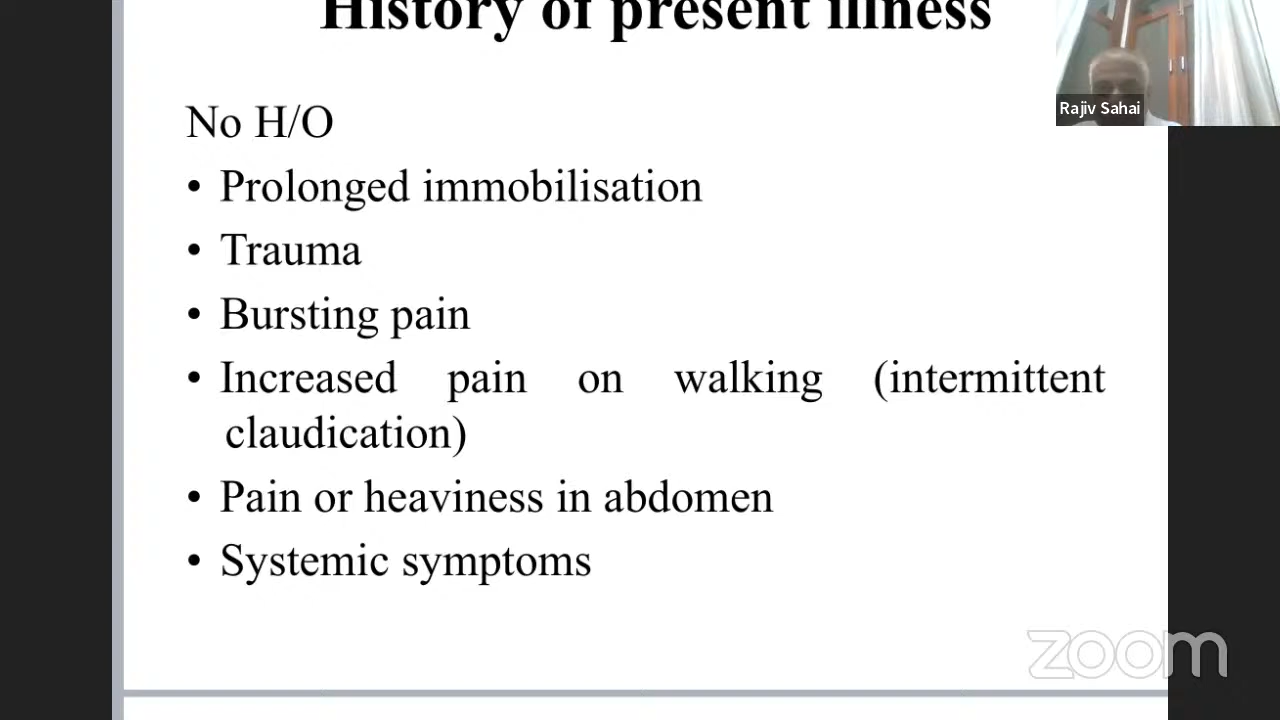 History of present illness
Rajiv Sahai
No H/O
• Prolonged immobilisation
• Trauma
• Bursting pain
• Increased pain on walking (intermittent
claudication)
• Pain or heaviness in abdomen
• Systemic symptoms
zoom